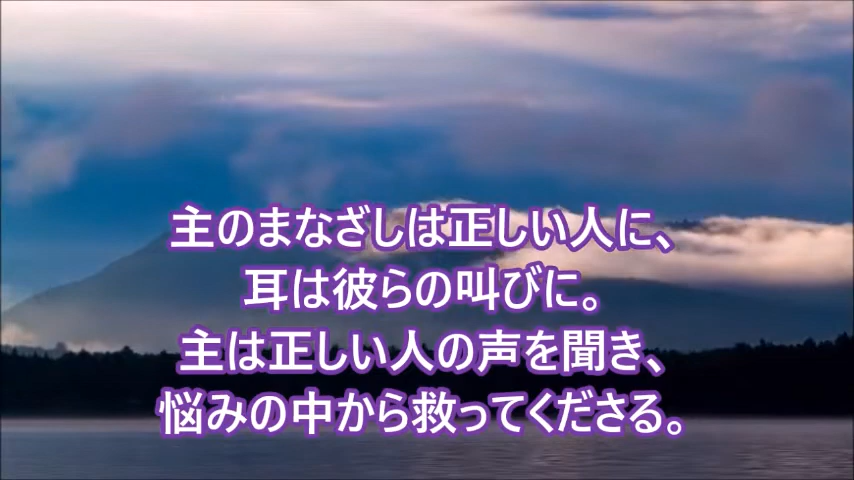 主のまなざしは正しい人に、
耳は彼らの叫びに。
主は正しい人の声を聞き、
悩みの中から救ってくださる。